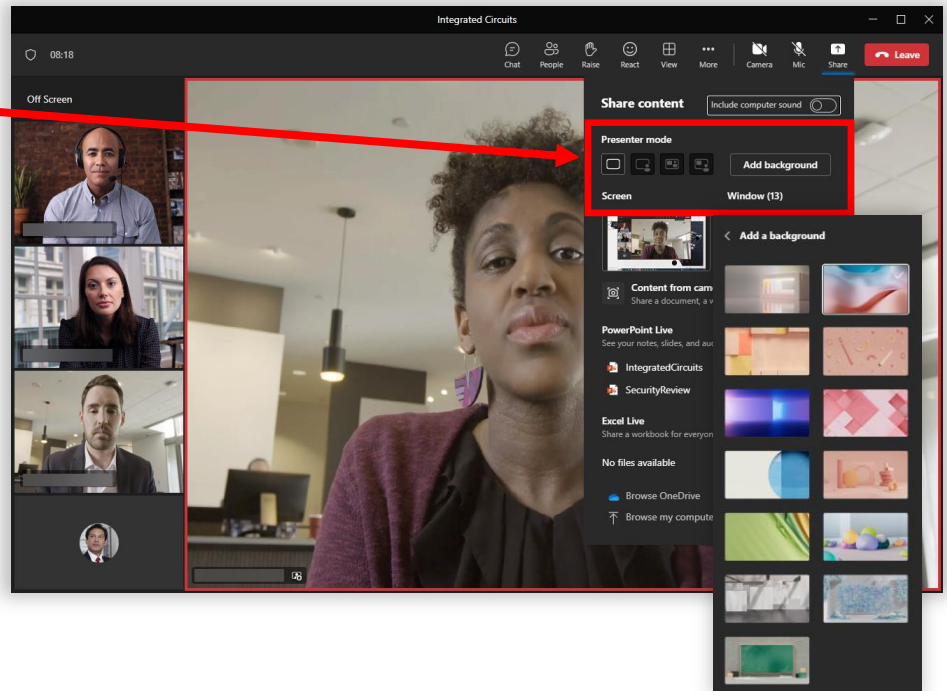 Integrated Circuits
08:18
Chat People Raise React View More Camera Mic Share Leave
Off Screen
Share content
Include computer sound
Presenter mode
Add background
Screen Window (13)
Add a background
Content from
Share a document, a
PowerPoint Live
See your notes, slides, and
IntegratedCircuits
SecurityReview
Excel Live
Share a workbook for everyon
No files available
Browse OneDrive
Browse my compute